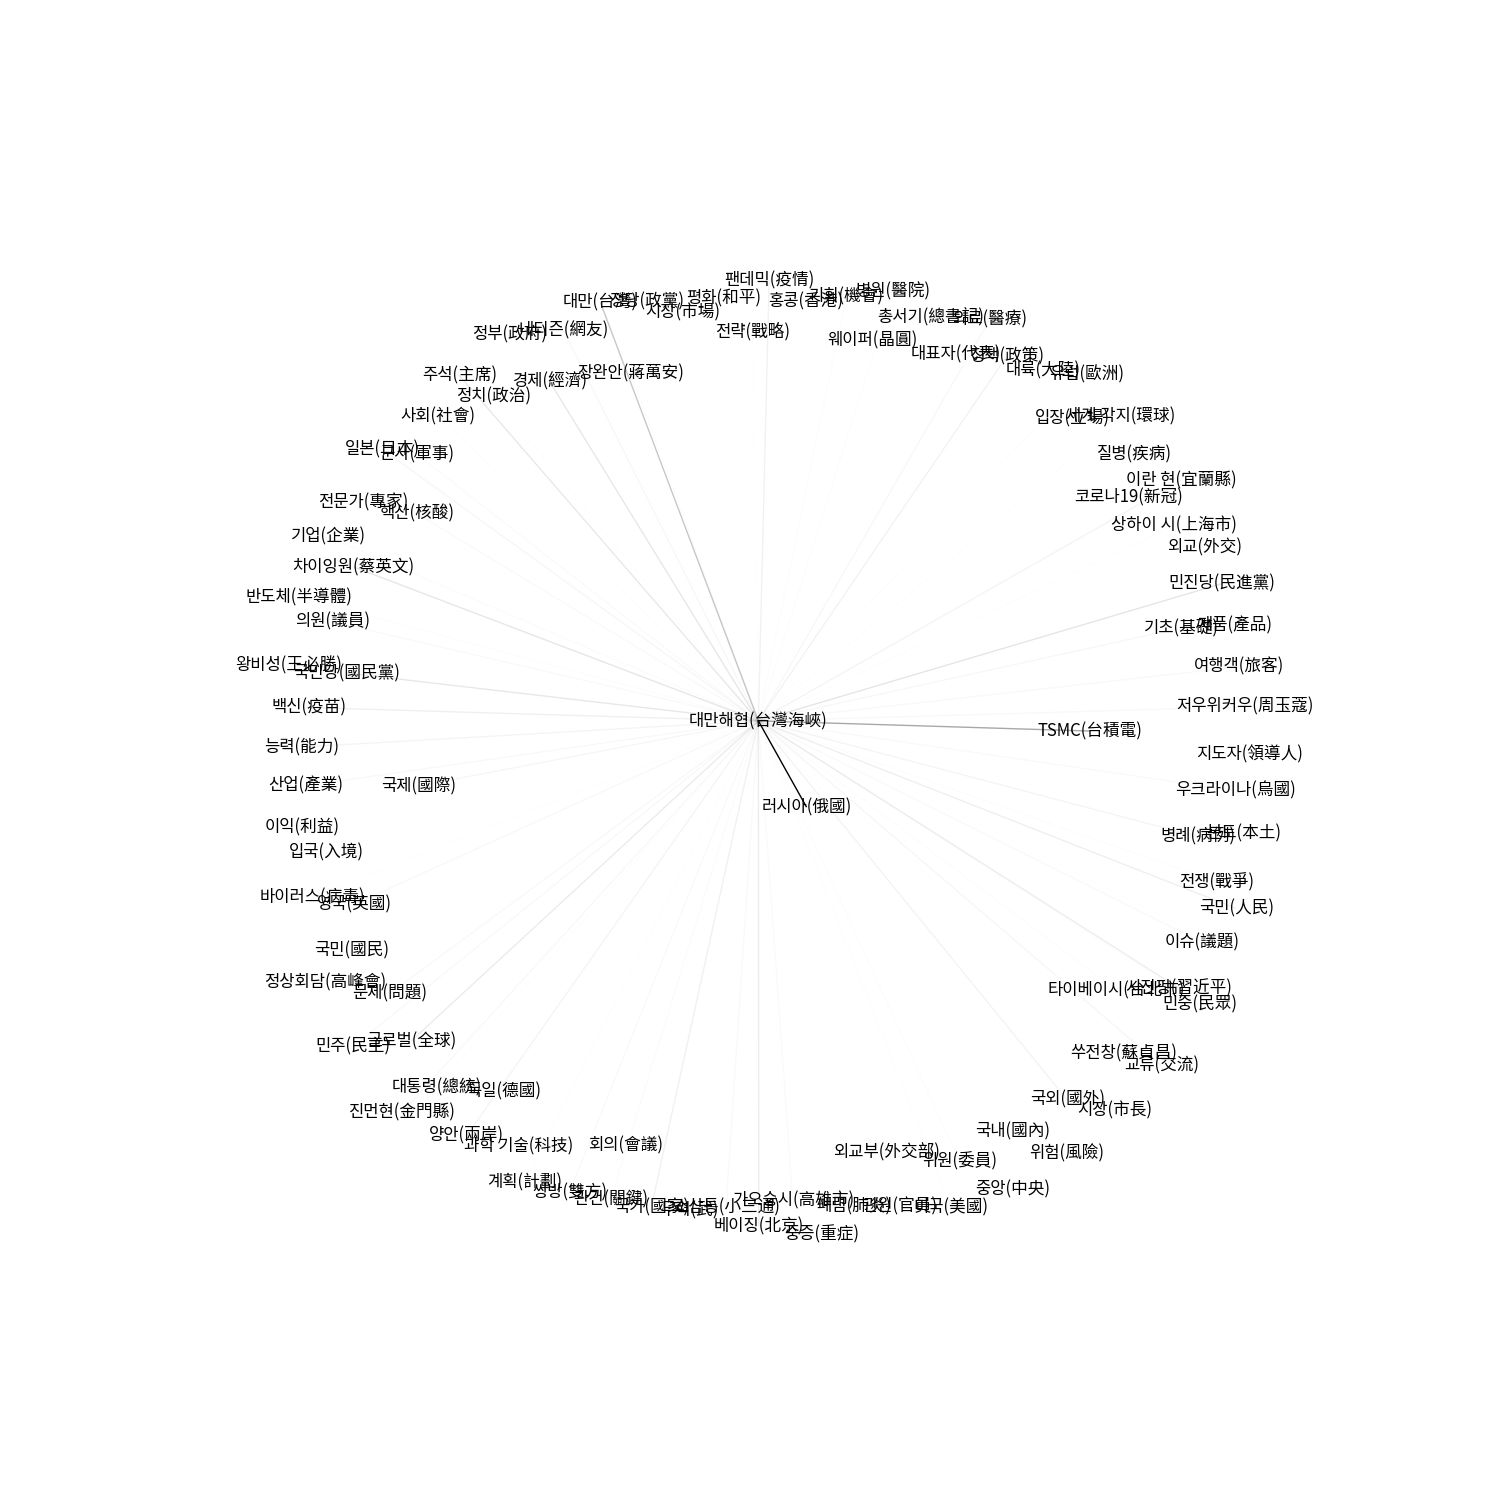 팬데믹(疫情)
병원(醫院)
대만(台灣)
정당(政黨)
평화(和平)
홍콩(香港)
시장(市場)
총서기(總書記)
의료(醫療)
정부(政府)
네티즌(網友)
전략(戰略)
웨이퍼(晶圓)
대표자(代表)
정책(政策)
대륙(大陸)
유럽(歐洲)
장완안(蔣萬安)
주석(主席)
경제(經濟)
정치(政治)
사회(社會)
입장(立場)
세계 각지(環球)
일본(日本)
군사(軍事)
질병(疾病)
이란 현(宜蘭縣)
코로나19(新冠)
전문가(專家)
핵산(核酸)
상하이 시(上海市)
기업(企業)
외교(外交)
차이잉원(蔡英文)
민진당(民進黨)
반도체(半導體)
의원(議員)
기초(基礎)
제품(產品)
왕비성(王必勝)
국민당(國民黨)
여행객(旅客)
백신(疫苗)
저우위커우(周玉蔻)
대만해협(台灣海峽)
TSMC(台積電)
능력(能力)
지도자(領導人)
산업(產業)
국제(國際)
우크라이나(烏國)
러시아(俄國)
이익(利益)
병례(病例)
본토(本土)
입국(入境)
전쟁(戰爭)
바이러스(病毒)
영국(英國)
국민(人民)
국민(國民)
이슈(議題)
정상회담(高峰會)
문제(問題)
타이베이시(台北市)
시진핑(習近平)
민중(民眾)
민주(民主)
글로벌(全球)
쑤전창(蘇貞昌)
교류(交流)
대통령(總統)
독일(德國)
국외(國外)
시장(市長)
진먼현(金門縣)
양안(兩岸)
과학 기술(科技)
회의(會議)
국내(國內)
외교부(外交部)
위원(委員)
위험(風險)
계획(計劃)
쌍방(雙方)
관건(關鍵)
중앙(中央)
국가(國家)
가오슝시(高雄市)
미국(美國)
베이징(北京)
중증(重症)